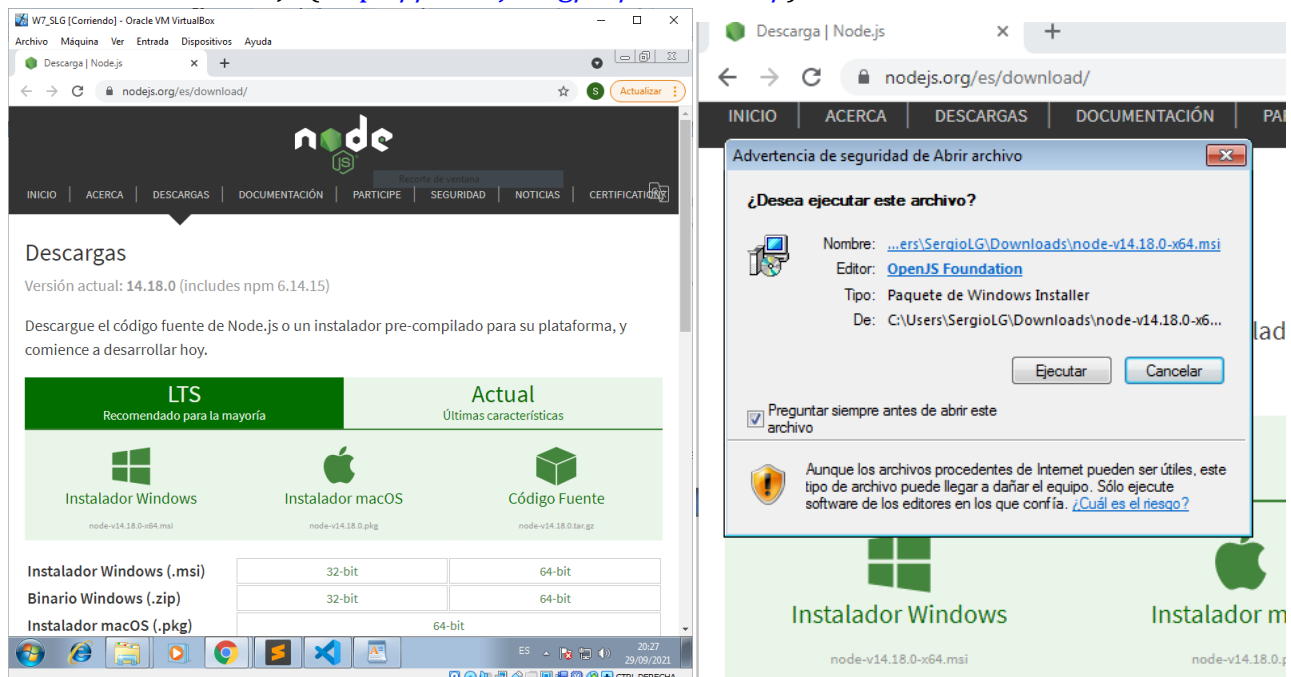 W7_SLG [Corriendo] - Oracle VM VirtualBox
Archivo Máquina Ver Entrada Dispositivos Ayuda
Descarga | Node.js
nodejs.org/es/download/
S
Actualizar
node
JS
Recorte de ventana
INICIO ACERCA DESCARGAS DOCUMENTACIÓN PARTICIPE SEGURIDAD NOTICIAS CERTIFICATION
Descargas
Versión actual: 14.18.0 (includes npm 6.14.15)
Descargue el código fuente de Node.js o un instalador pre-compilado para su plataforma, y
comience a desarrollar hoy.
LTS
Recomendado para la mayoría
Actual
Últimas características
Instalador Windows
node-v14.18.0-x64.msi
Instalador macOS
node-v14.18.0.pkg
Código Fuente
node-v14.18.0.tar.gz
Instalador Windows (.msi) 32-bit 64-bit
Binario Windows (.zip) 32-bit 64-bit
Instalador macOS (.pkg) 64-bit
ES
20:27
29/09/2021
CTRL DERECHA
Descarga | Node.js
nodejs.org/es/download/
INICIO ACERCA DESCARGAS DOCUMENTACIÓN PA
Advertencia de seguridad de Abrir archivo
¿Desea ejecutar este archivo?
Nombre: ...ers\SergioLG\Downloads\node-v14.18.0-x64.msi
Editor: OpenJS Foundation
Tipo: Paquete de Windows Installer
De: C:\Users\SergioLG\Downloads\node-v14.18.0-x6...
Ejecutar Cancelar
Preguntar siempre antes de abrir este
archivo
Aunque los archivos procedentes de Internet pueden ser útiles, este
tipo de archivo puede llegar a dañar el equipo. Sólo ejecute
software de los editores en los que confía. ¿Cuál es el riesgo?
lad
Instalador Windows
node-v14.18.0-x64.msi
Instalador m
node-v14.18.0.p